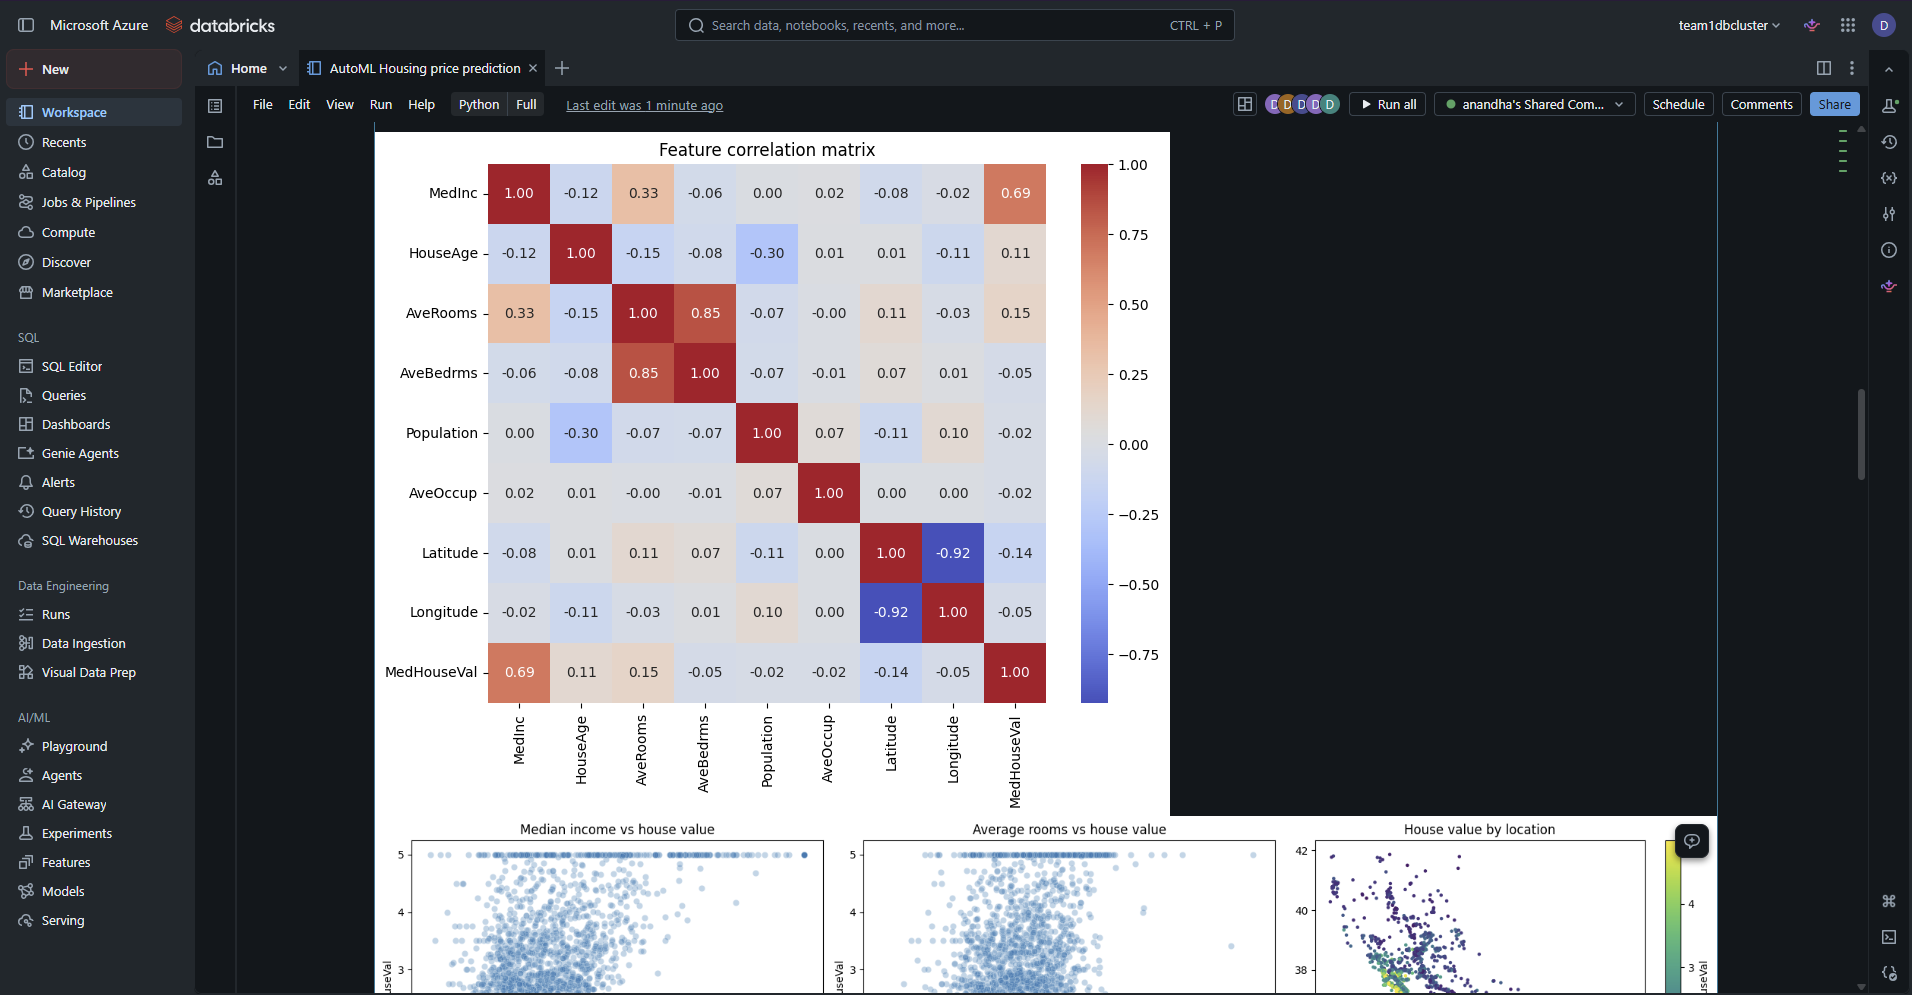 Microsoft Azure databricks
Search data, notebooks, recents, and more... CTRL + P
team1dbcluster
D
New
Workspace
Recents
Catalog
Jobs & Pipelines
Compute
Discover
Marketplace
SQL
SQL Editor
Queries
Dashboards
Genie Agents
Alerts
Query History
SQL Warehouses
Data Engineering
Runs
Data Ingestion
Visual Data Prep
AI/ML
Playground
Agents
AI Gateway
Experiments
Features
Models
Serving
Home
AutoML Housing price prediction
File Edit View Run Help Python Full Last edit was 1 minute ago
D D D D Run all anandha's Shared Com... Schedule Comments Share
Feature correlation matrix
MedInc 1.00 -0.12 0.33 -0.06 0.00 0.02 -0.08 -0.02 0.69
HouseAge -0.12 1.00 -0.15 -0.08 -0.30 0.01 0.01 -0.11 0.11
AveRooms 0.33 -0.15 1.00 0.85 -0.07 -0.00 0.11 -0.03 0.15
AveBedrms -0.06 -0.08 0.85 1.00 -0.07 -0.01 0.07 0.01 -0.05
Population 0.00 -0.30 -0.07 -0.07 1.00 0.07 -0.11 0.10 -0.02
AveOccup 0.02 0.01 -0.00 -0.01 0.07 1.00 0.00 0.00 -0.02
Latitude -0.08 0.01 0.11 0.07 -0.11 0.00 1.00 -0.92 -0.14
Longitude -0.02 -0.11 -0.03 0.01 0.10 0.00 -0.92 1.00 -0.05
MedHouseVal 0.69 0.11 0.15 -0.05 -0.02 -0.02 -0.14 -0.05 1.00
MedInc HouseAge AveRooms AveBedrms Population AveOccup Latitude Longitude MedHouseVal
1.00
0.75
0.50
0.25
0.00
−0.25
−0.50
−0.75
Median income vs house value
5
4
3
Average rooms vs house value
5
4
3
House value by location
42
40
38
4
3